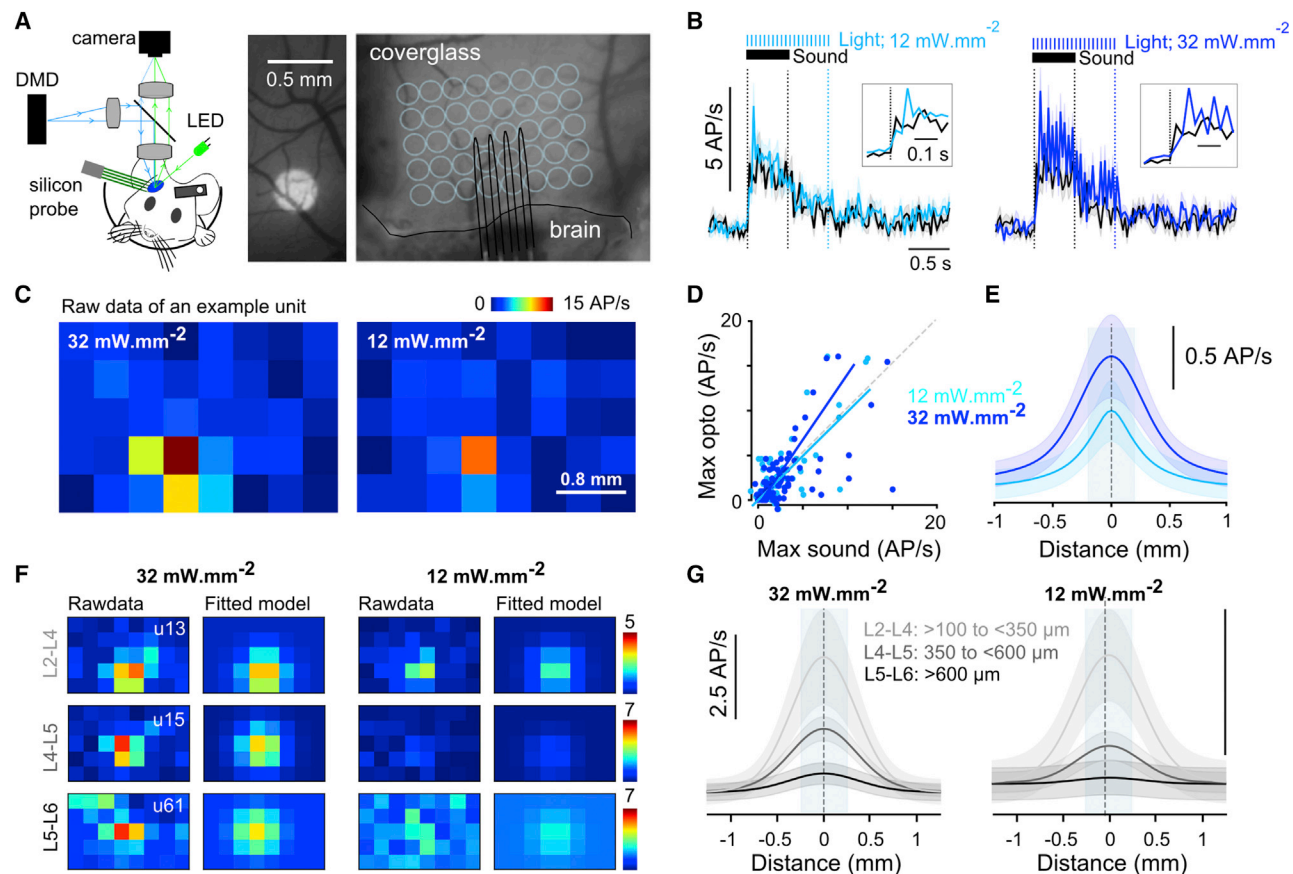 A
camera
DMD
LED
silicon
probe
0.5 mm
coverglass
brain
B
Light; 12 mW.mm-2
Sound
5 AP/s
0.1 s
0.5 s
Light; 32 mW.mm-2
Sound
C
Raw data of an example unit
0 15 AP/s
32 mW.mm-2
12 mW.mm-2
0.8 mm
D
20
Max opto (AP/s)
0
0
20
Max sound (AP/s)
12 mW.mm-2
32 mW.mm-2
E
0.5 AP/s
-1 -0.5 0 0.5 1
Distance (mm)
F
32 mW.mm-2
12 mW.mm-2
Rawdata
Fitted model
Rawdata
Fitted model
L2-L4
u13
5
L4-L5
u15
7
L5-L6
u61
7
G
32 mW.mm-2
12 mW.mm-2
2.5 AP/s
L2-L4: >100 to <350 µm
L4-L5: 350 to <600 µm
L5-L6: >600 µm
-1 -0.5 0 0.5 1
Distance (mm)
-1 -0.5 0 0.5 1
Distance (mm)